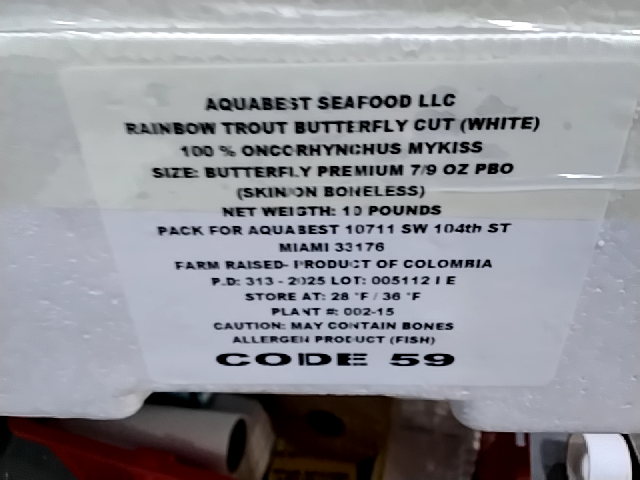 AQUABEST SEAFOOD LLC
RAINBOW TROUT BUTTERFLY CUT (WHITE)
100 % ONCORHYNCHUS MYKISS
SIZE: BUTTERFLY PREMIUM 7/9 OZ PBO
(SKIN ON BONELESS)
NET WEIGTH: 10 POUNDS
PACK FOR AQUABEST 10711 SW 104th ST
MIAMI 33176
FARM RAISED- PRODUCT OF COLOMBIA
P.D: 313 - 2025 LOT: 005112 I E
STORE AT: 28 °F / 36 °F
PLANT #: 002-15
CAUTION: MAY CONTAIN BONES
ALLERGEN PRODUCT (FISH)
CODE 59